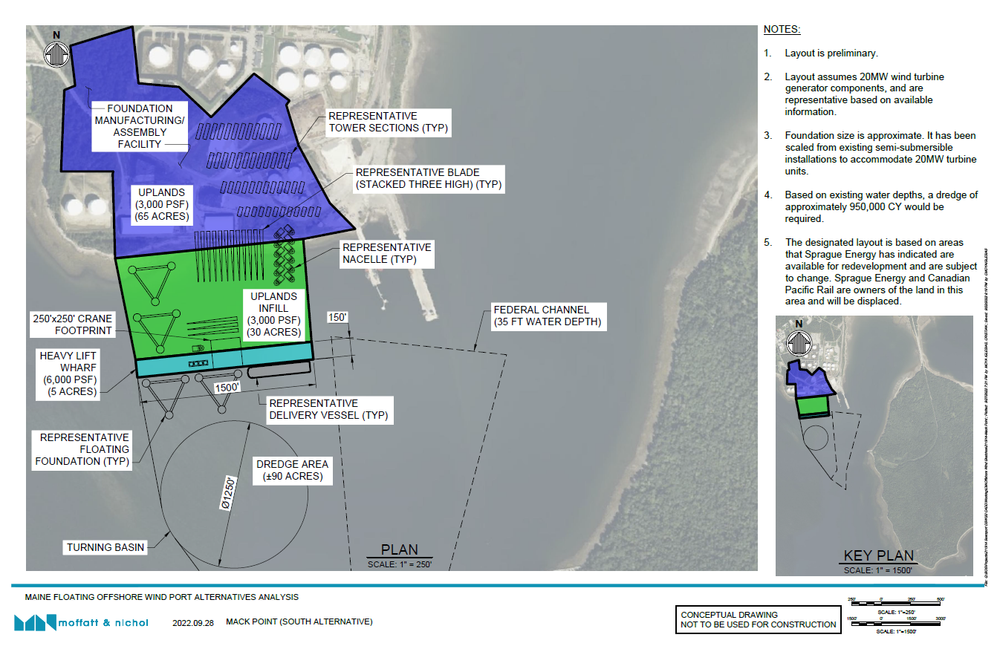 N
FOUNDATION
MANUFACTURING/
ASSEMBLY
FACILITY
REPRESENTATIVE
TOWER SECTIONS (TYP)
REPRESENTATIVE BLADE
(STACKED THREE HIGH) (TYP)
UPLANDS
(3,000 PSF)
(65 ACRES)
REPRESENTATIVE
NACELLE (TYP)
UPLANDS
INFILL
(3,000 PSF)
(30 ACRES)
250'x250' CRANE
FOOTPRINT
150'
FEDERAL CHANNEL
(35 FT WATER DEPTH)
HEAVY LIFT
WHARF
(6,000 PSF)
(5 ACRES)
1500'
REPRESENTATIVE
DELIVERY VESSEL (TYP)
REPRESENTATIVE
FLOATING
FOUNDATION (TYP)
DREDGE AREA
(±90 ACRES)
Ø1250'
TURNING BASIN
PLAN
SCALE: 1" = 250'
NOTES:
1. Layout is preliminary.
2. Layout assumes 20MW wind turbine
generator components, and are
representative based on available
information.
3. Foundation size is approximate. It has been
scaled from existing semi-submersible
installations to accommodate 20MW turbine
units.
4. Based on existing water depths, a dredge of
approximately 950,000 CY would be
required.
5. The designated layout is based on areas
that Sprague Energy has indicated are
available for redevelopment and are subject
to change. Sprague Energy and Canadian
Pacific Rail are owners of the land in this
area and will be displaced.
N
KEY PLAN
SCALE: 1" = 1500'
MAINE FLOATING OFFSHORE WIND PORT ALTERNATIVES ANALYSIS
moffatt & nichol
2022.09.28 MACK POINT (SOUTH ALTERNATIVE)
CONCEPTUAL DRAWING
NOT TO BE USED FOR CONSTRUCTION
250' 0' 250' 500'
SCALE: 1"=250'
1500' 0' 1500' 3000'
SCALE: 1"=1500'